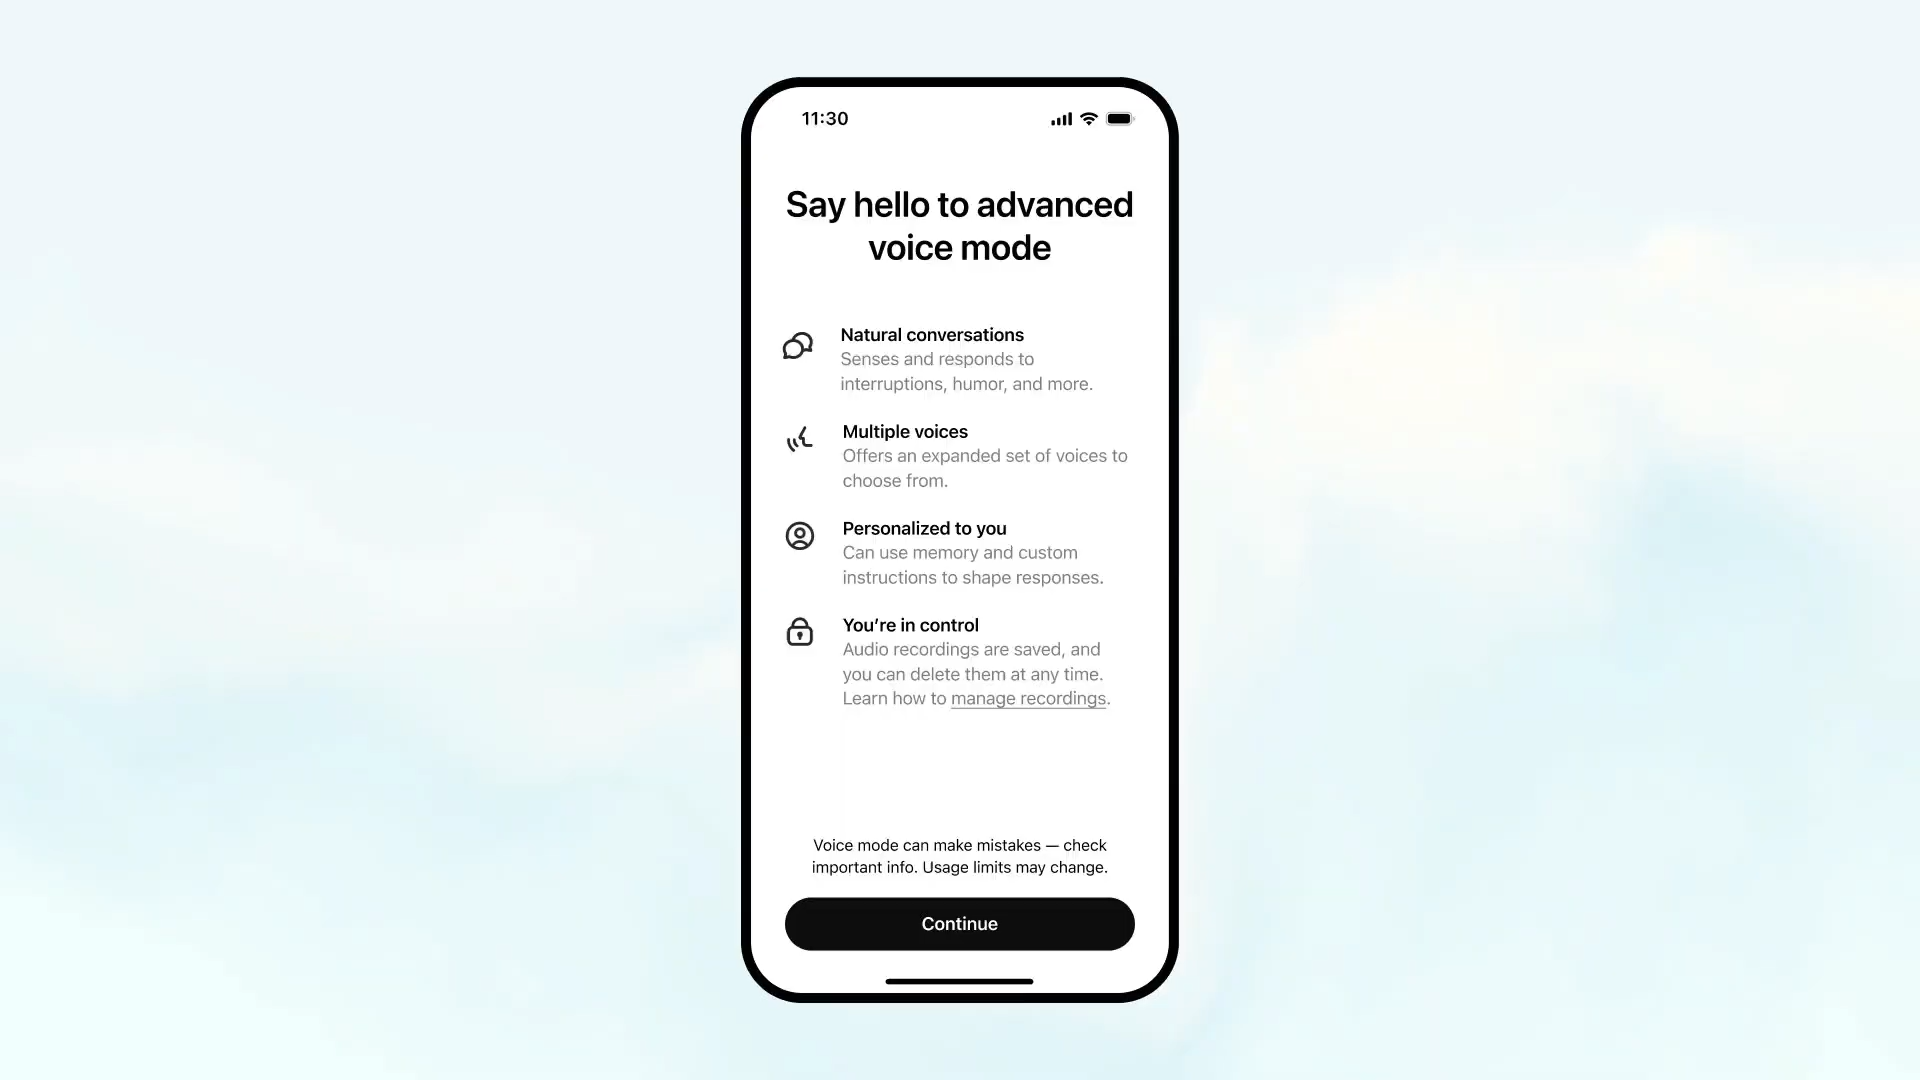 11:30
Say hello to advanced
voice mode
Natural conversations
Senses and responds to
interruptions, humor, and more.
Multiple voices
Offers an expanded set of voices to
choose from.
Personalized to you
Can use memory and custom
instructions to shape responses.
You’re in control
Audio recordings are saved, and
you can delete them at any time.
Learn how to manage recordings.
Voice mode can make mistakes — check
important info. Usage limits may change.
Continue